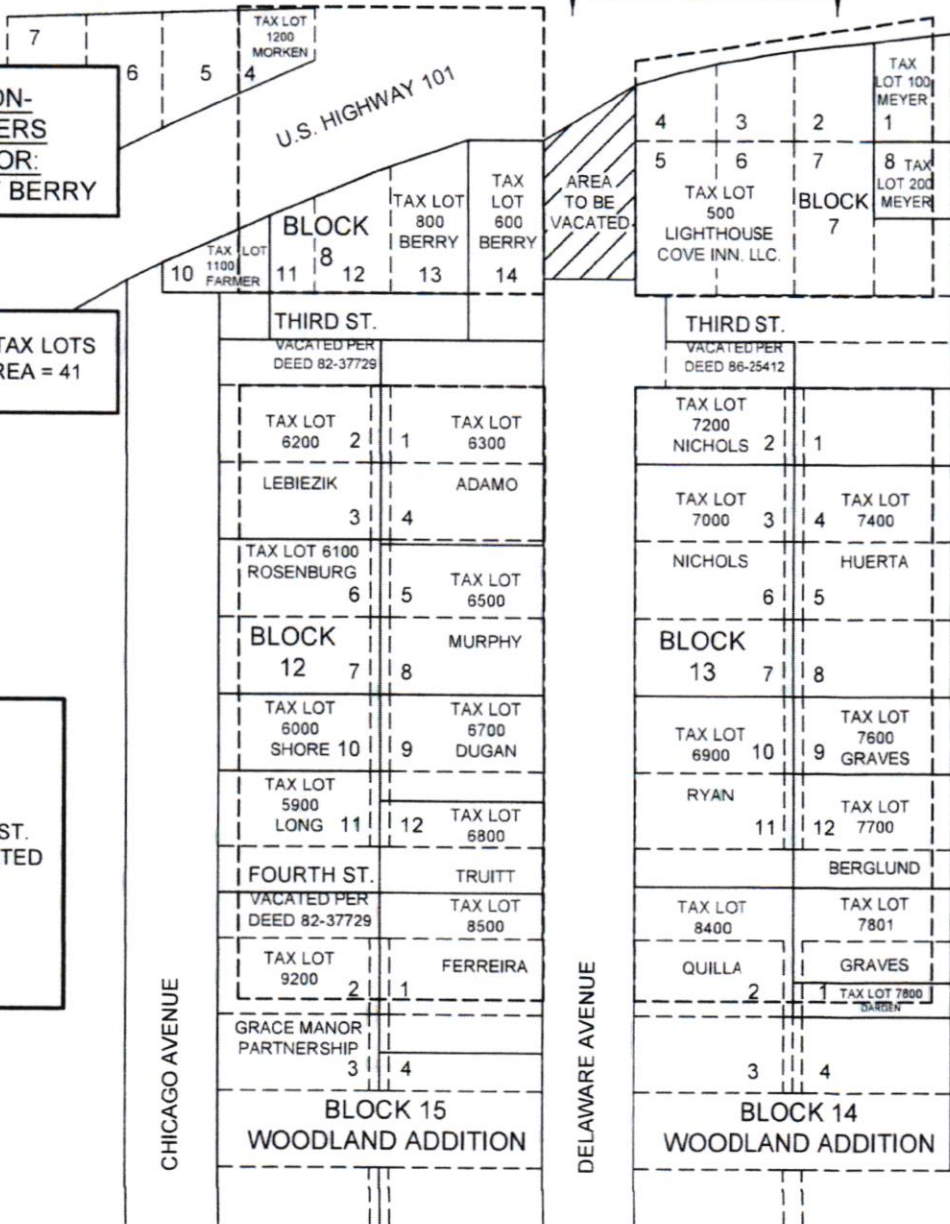 7
6
5
4
TAX LOT
1200
MORKEN
U.S. HIGHWAY 101
ON-
ERS
OR:
BERRY
4
3
2
TAX
LOT 100
MEYER
1
5
6
7
8 TAX
LOT 200
MEYER
TAX LOT
500
LIGHTHOUSE
COVE INN, LLC.
BLOCK
7
AREA
TO BE
VACATED
TAX
LOT
600
BERRY
14
TAX LOT
800
BERRY
13
BLOCK
8
11
12
TAX LOT
1100
FARMER
10
TAX LOTS
REA = 41
THIRD ST.
VACATED PER
DEED 82-37729
THIRD ST.
VACATED PER
DEED 86-25412
TAX LOT
6200 2
LEBIEZIK
3
1 TAX LOT
6300
ADAMO
4
TAX LOT 6100
ROSENBURG
6
5 TAX LOT
6500
BLOCK
12 7
MURPHY
8
TAX LOT
6000
SHORE 10
TAX LOT
6700
9 DUGAN
TAX LOT
5900
LONG 11
12 TAX LOT
6800
FOURTH ST.
TRUITT
VACATED PER
DEED 82-37729
TAX LOT
8500
TAX LOT
9200
2
1 FERREIRA
GRACE MANOR
PARTNERSHIP
3 4
BLOCK 15
WOODLAND ADDITION
TAX LOT
7200
NICHOLS 2
1
TAX LOT
7000 3
4 TAX LOT
7400
NICHOLS
6
HUERTA
5
BLOCK
13 7
8
TAX LOT
6900 10
TAX LOT
7600
9 GRAVES
RYAN
11
12 TAX LOT
7700
BERGLUND
TAX LOT
8400
TAX LOT
7801
QUILLA
2
GRAVES
1 TAX LOT 7800
DARDEN
3 4
BLOCK 14
WOODLAND ADDITION
ST.
TED
CHICAGO AVENUE
DELAWARE AVENUE